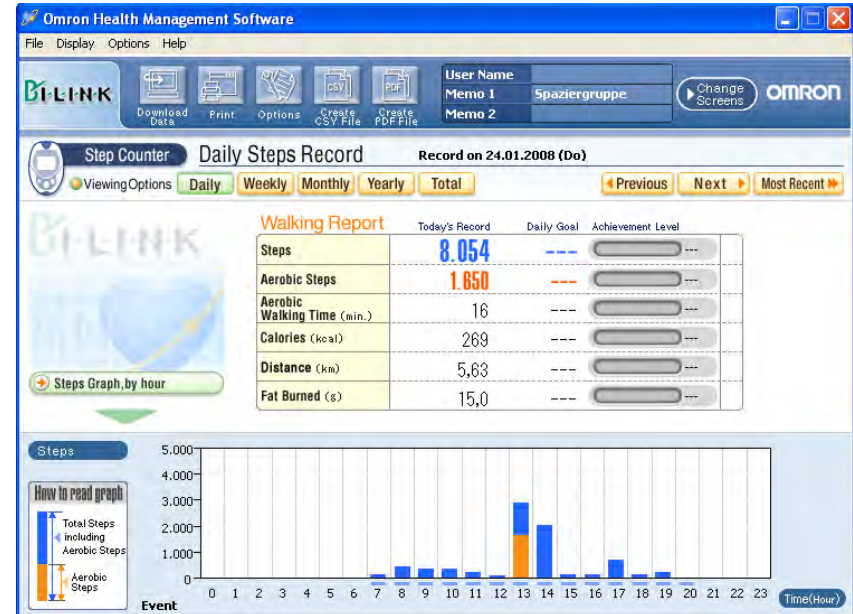 Omron Health Management Software
File Display Options Help
BI-LINK
Download Data
Print
Options
CSV
Create CSV File
PDF
Create PDF File
User Name
Memo 1 Spaziergruppe
Memo 2
Change Screens
OMRON
Step Counter Daily Steps Record Record on 24.01.2008 (Do)
Viewing Options Daily Weekly Monthly Yearly Total Previous Next Most Recent
BI-LINK
Walking Report Today's Record Daily Goal Achievement Level
Steps 8.054 --- ---
Aerobic Steps 1.650 --- ---
Aerobic Walking Time (min.) 16 --- ---
Calories (kcal) 269 --- ---
Distance (km) 5,63 --- ---
Fat Burned (g) 15,0 --- ---
Steps Graph,by hour
Steps
How to read graph
Total Steps including Aerobic Steps
Aerobic Steps
5.000
4.000
3.000
2.000
1.000
0
0 1 2 3 4 5 6 7 8 9 10 11 12 13 14 15 16 17 18 19 20 21 22 23 Time(Hour)
Event